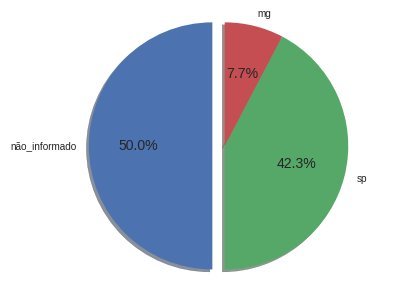 mg
7.7%
não_informado
50.0%
42.3%
sp